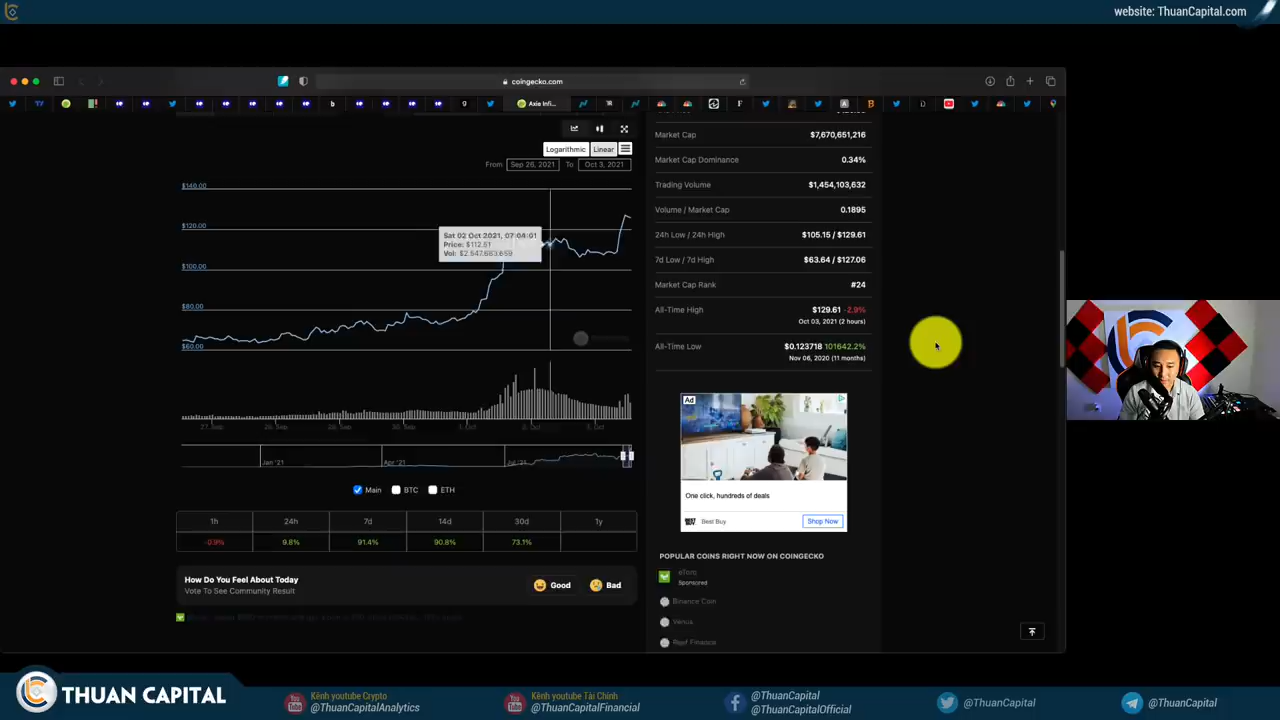 website: ThuanCapital.com
coingecko.com
Axie Infi...
Logarithmic
Linear
From
Sep 26, 2021
To
Oct 3, 2021
$140.00
$120.00
$100.00
$80.00
$60.00
Sat 02 Oct 2021, 07:04:01
Price: $112.61
1. Oct
2. Oct
3. Oct
Jan '21
Apr '21
Jul '21
Main
BTC
ETH
1h
24h
7d
14d
30d
1y
-0.9%
9.8%
91.4%
90.8%
73.1%
How Do You Feel About Today
Vote To See Community Result
Good
Bad
Market Cap
$7,670,651,216
Market Cap Dominance
0.34%
Trading Volume
$1,454,103,632
Volume / Market Cap
0.1895
24h Low / 24h High
$105.15 / $129.61
7d Low / 7d High
$63.64 / $127.06
Market Cap Rank
#24
All-Time High
$129.61 -2.9%
Oct 03, 2021 (2 hours)
All-Time Low
$0.123718 101642.2%
Nov 06, 2020 (11 months)
Ad
One click, hundreds of deals
Best Buy
Shop Now
POPULAR COINS RIGHT NOW ON COINGECKO
eToro
Sponsored
Binance Coin
Venus
Reef Finance
THUAN CAPITAL
Kênh youtube Crypto
@ThuanCapitalAnalytics
Kênh youtube Tài Chính
@ThuanCapitalFinancial
@ThuanCapital
@ThuanCapitalOfficial
@ThuanCapital
@ThuanCapital